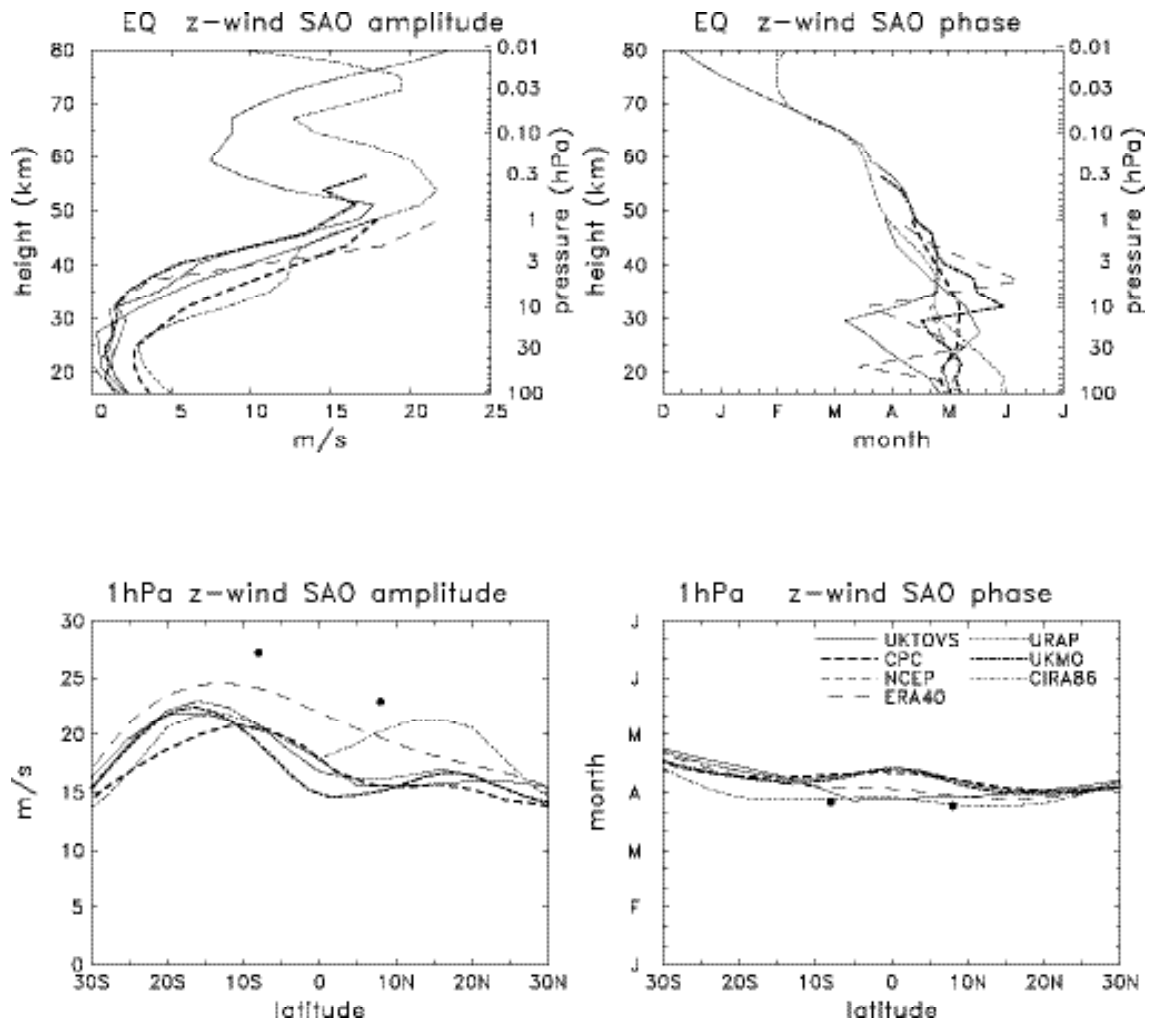 EQ z-wind SAO amplitude
80
70
60
50
40
30
20
height (km)
0.01
0.03
0.10
0.3
1
3
10
30
100
pressure (hPa)
0 5 10 15 20 25
m/s
EQ z-wind SAO phase
80
70
60
50
40
30
20
height (km)
0.01
0.03
0.10
0.3
1
3
10
30
100
pressure (hPa)
D J F M A M J J
month
1hPa z-wind SAO amplitude
30
25
20
15
10
5
0
m/s
30S 20S 10S 0 10N 20N 30N
latitude
1hPa z-wind SAO phase
J
J
M
A
M
F
J
month
UKTOVS URAP
CPC UKMO
NCEP CIRA86
ERA40
30S 20S 10S 0 10N 20N 30N
latitude